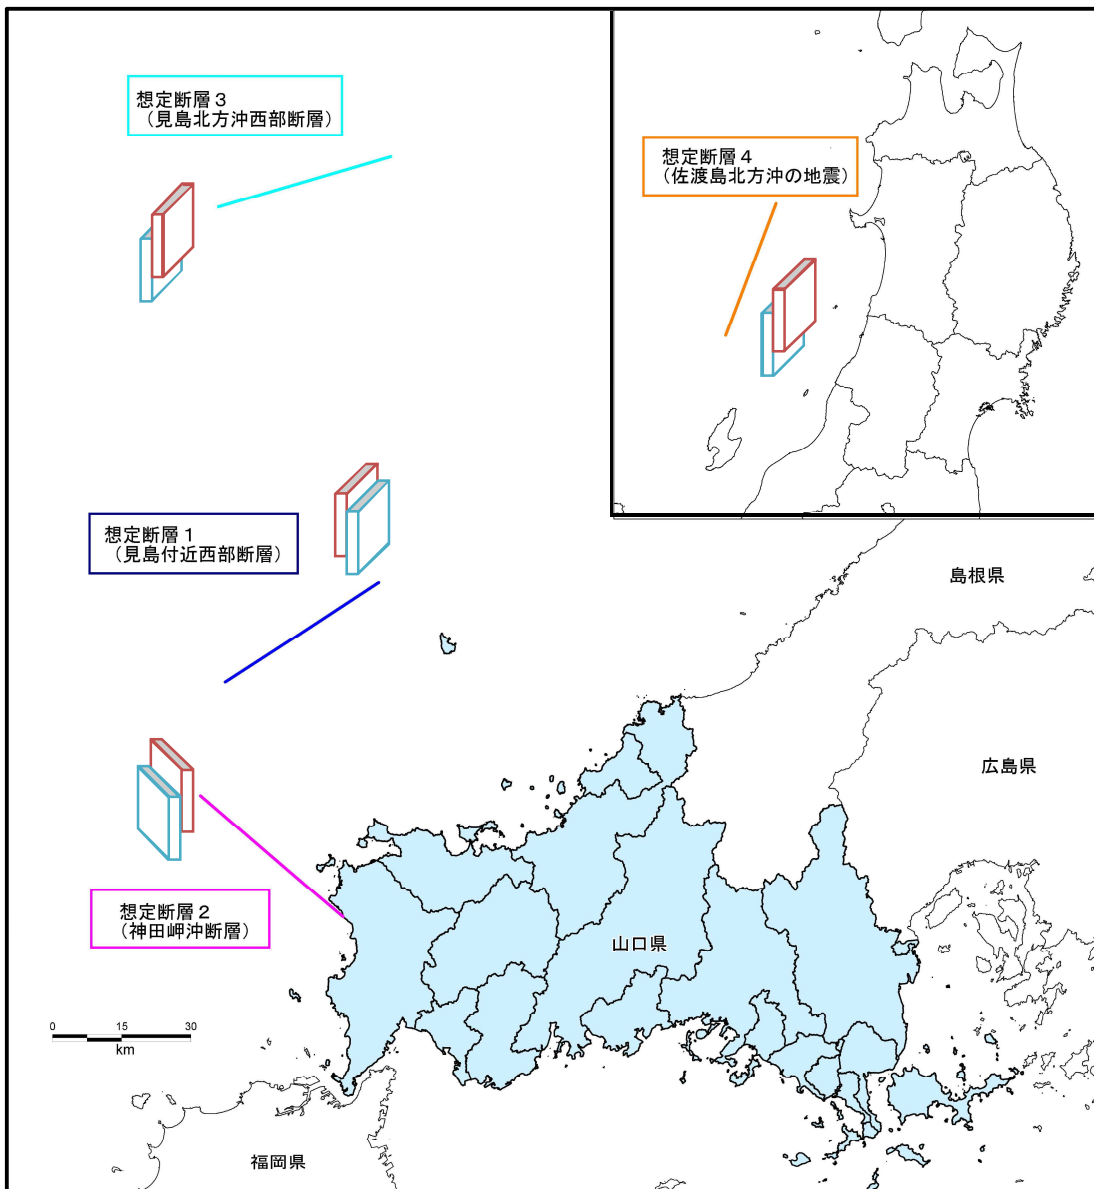 想定断層３
（見島北方沖西部断層）
想定断層４
（佐渡島北方沖の地震）
想定断層１
（見島付近西部断層）
島根県
広島県
想定断層２
（神田岬沖断層）
山口県
0 15 30
km
福岡県